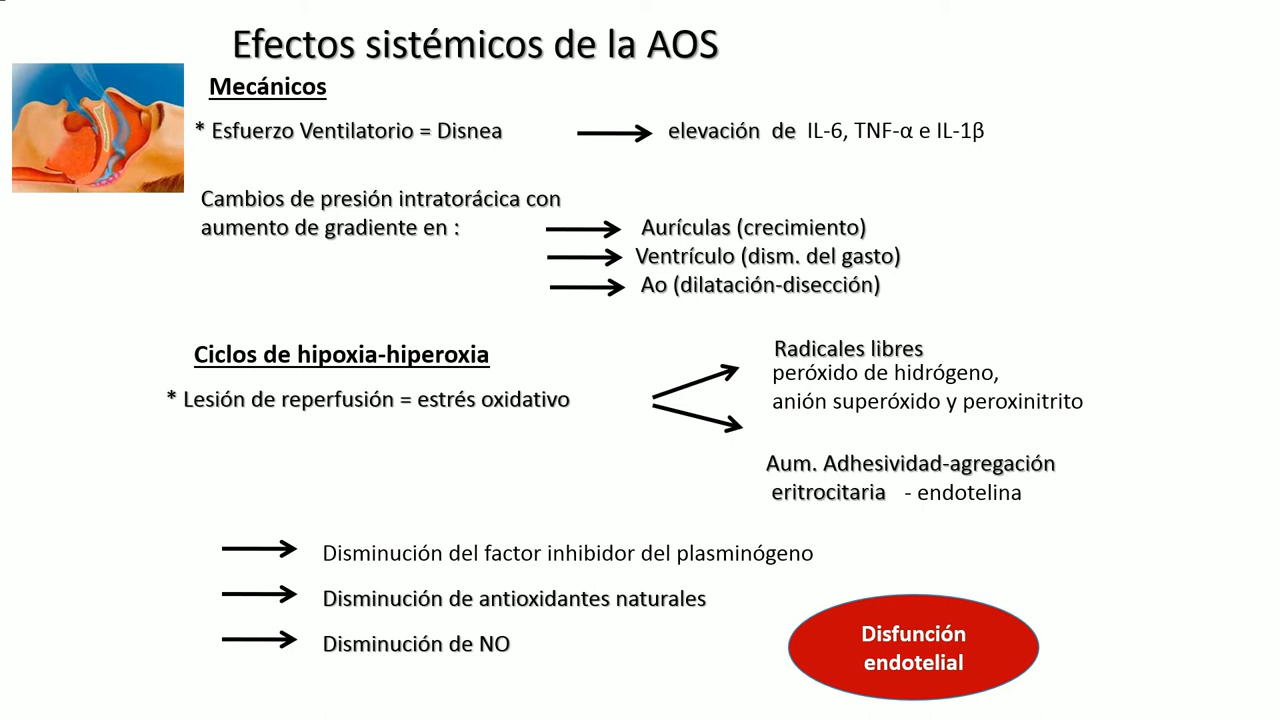 Efectos sistémicos de la AOS
Mecánicos
* Esfuerzo Ventilatorio = Disnea
elevación de IL-6, TNF-α e IL-1β
Cambios de presión intratorácica con
aumento de gradiente en :
Aurículas (crecimiento)
Ventrículo (dism. del gasto)
Ao (dilatación-disección)
Ciclos de hipoxia-hiperoxia
* Lesión de reperfusión = estrés oxidativo
Radicales libres
peróxido de hidrógeno,
anión superóxido y peroxinitrito
Aum. Adhesividad-agregación
eritrocitaria - endotelina
Disminución del factor inhibidor del plasminógeno
Disminución de antioxidantes naturales
Disminución de NO
Disfunción
endotelial